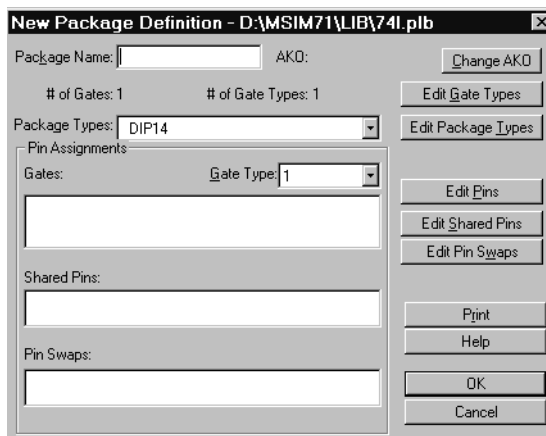 New Package Definition - D:\MSIM71\LIB\74l.plb
Package Name: AKO: Change AKO
# of Gates: 1 # of Gate Types: 1 Edit Gate Types
Package Types: DIP14 Edit Package Types
Pin Assignments
Gates: Gate Type: 1
Edit Pins
Edit Shared Pins
Edit Pin Swaps
Shared Pins:
Print
Help
Pin Swaps:
OK
Cancel